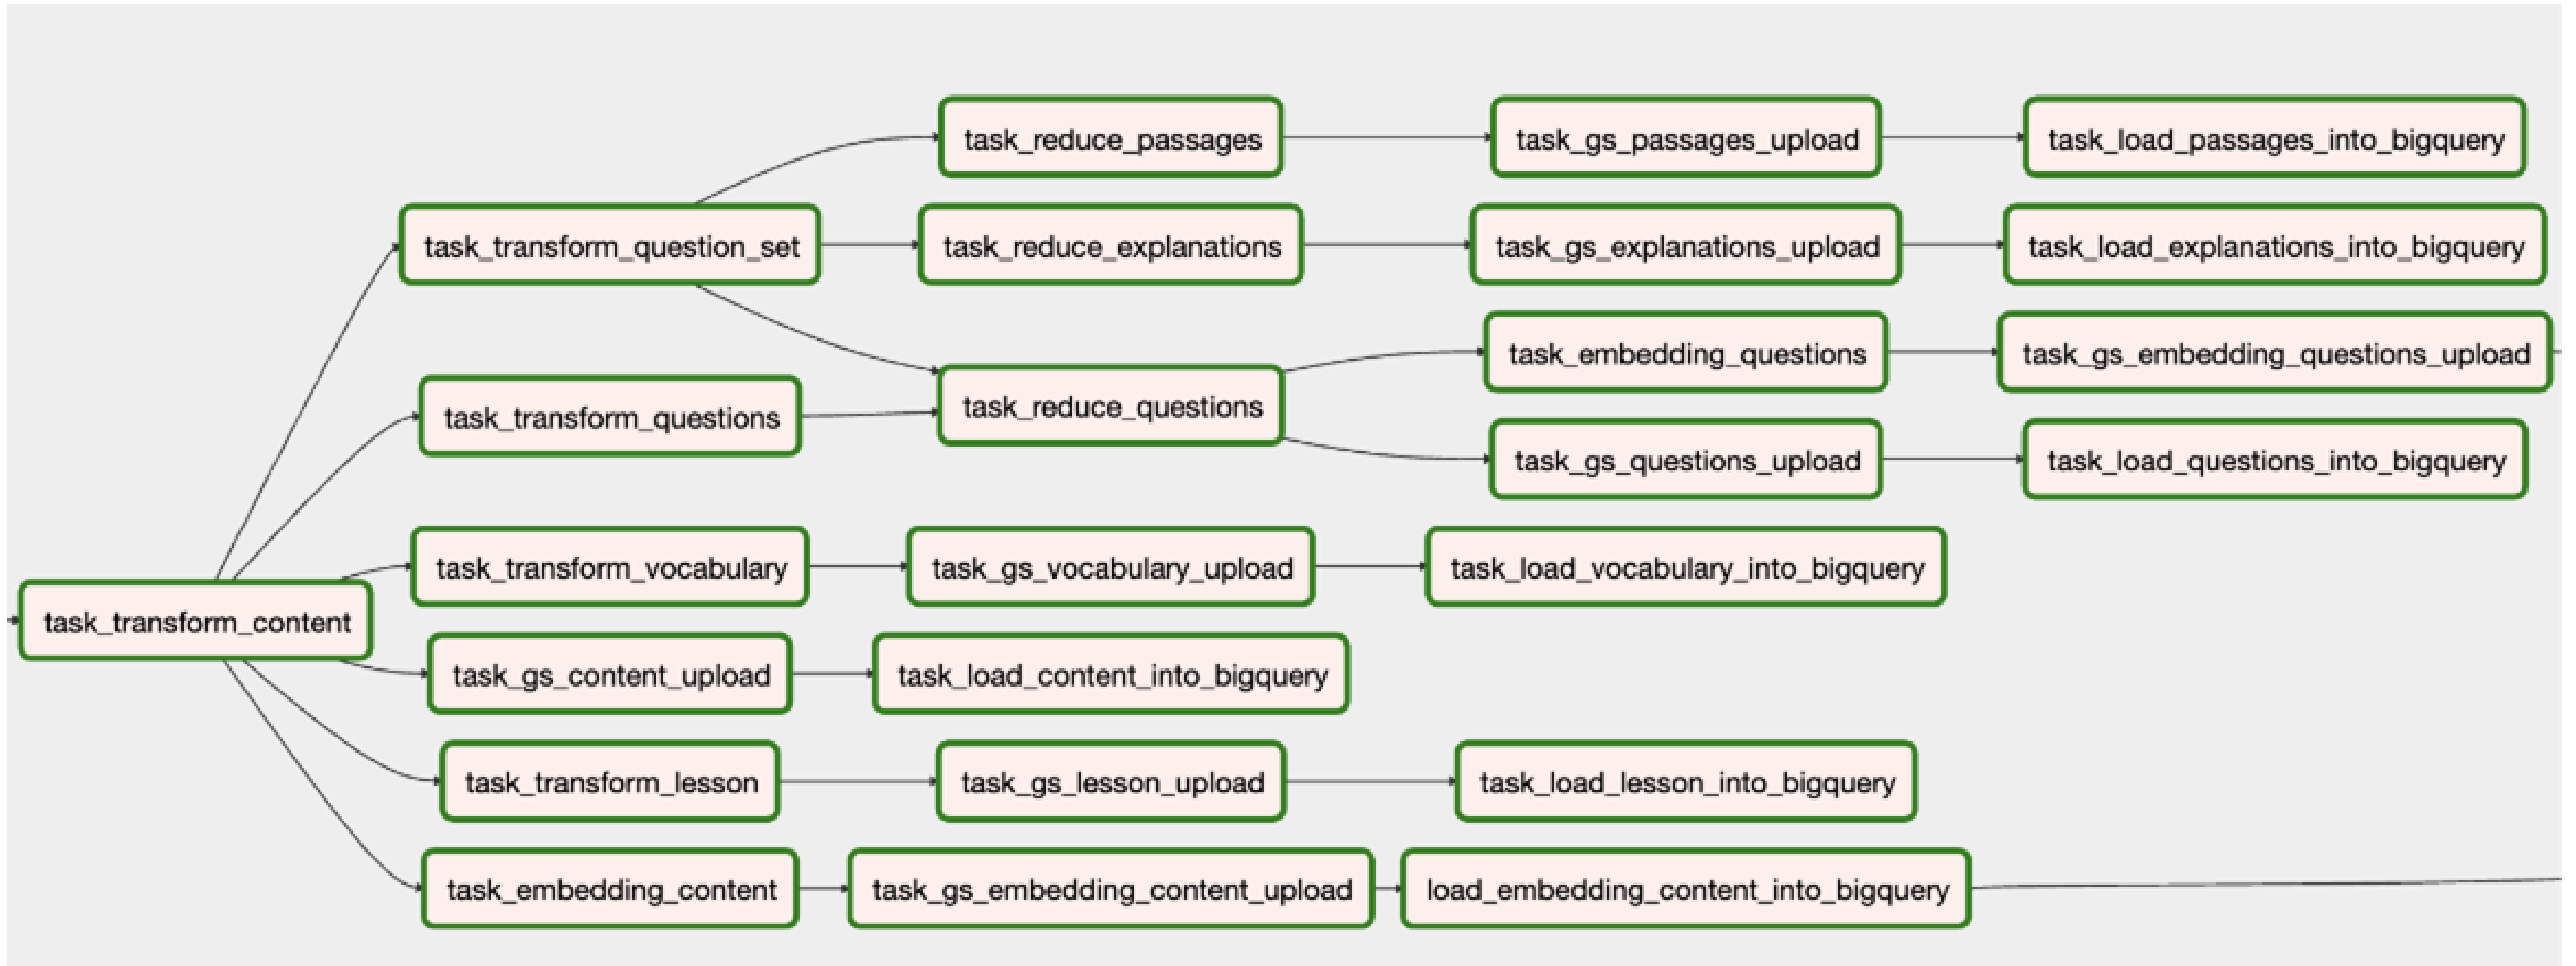 task_reduce_passages
task_gs_passages_upload
task_load_passages_into_bigquery
task_transform_question_set
task_reduce_explanations
task_gs_explanations_upload
task_load_explanations_into_bigquery
task_embedding_questions
task_gs_embedding_questions_upload
task_transform_questions
task_reduce_questions
task_gs_questions_upload
task_load_questions_into_bigquery
task_transform_vocabulary
task_gs_vocabulary_upload
task_load_vocabulary_into_bigquery
task_transform_content
task_gs_content_upload
task_load_content_into_bigquery
task_transform_lesson
task_gs_lesson_upload
task_load_lesson_into_bigquery
task_embedding_content
task_gs_embedding_content_upload
load_embedding_content_into_bigquery